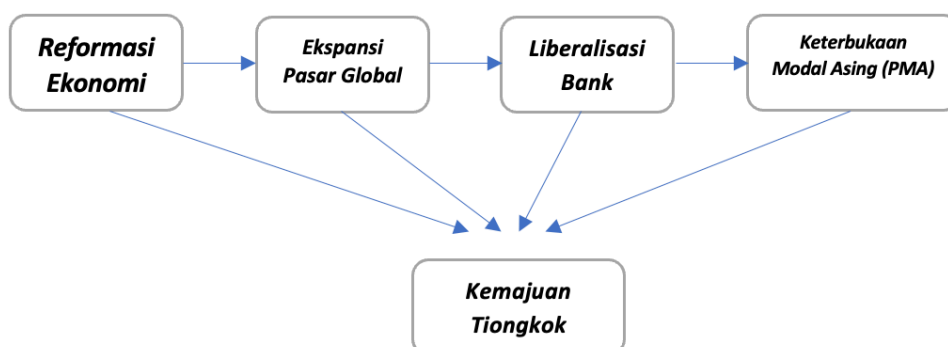 Reformasi
Ekonomi
Ekspansi
Pasar Global
Liberalisasi
Bank
Keterbukaan
Modal Asing (PMA)
Kemajuan
Tiongkok